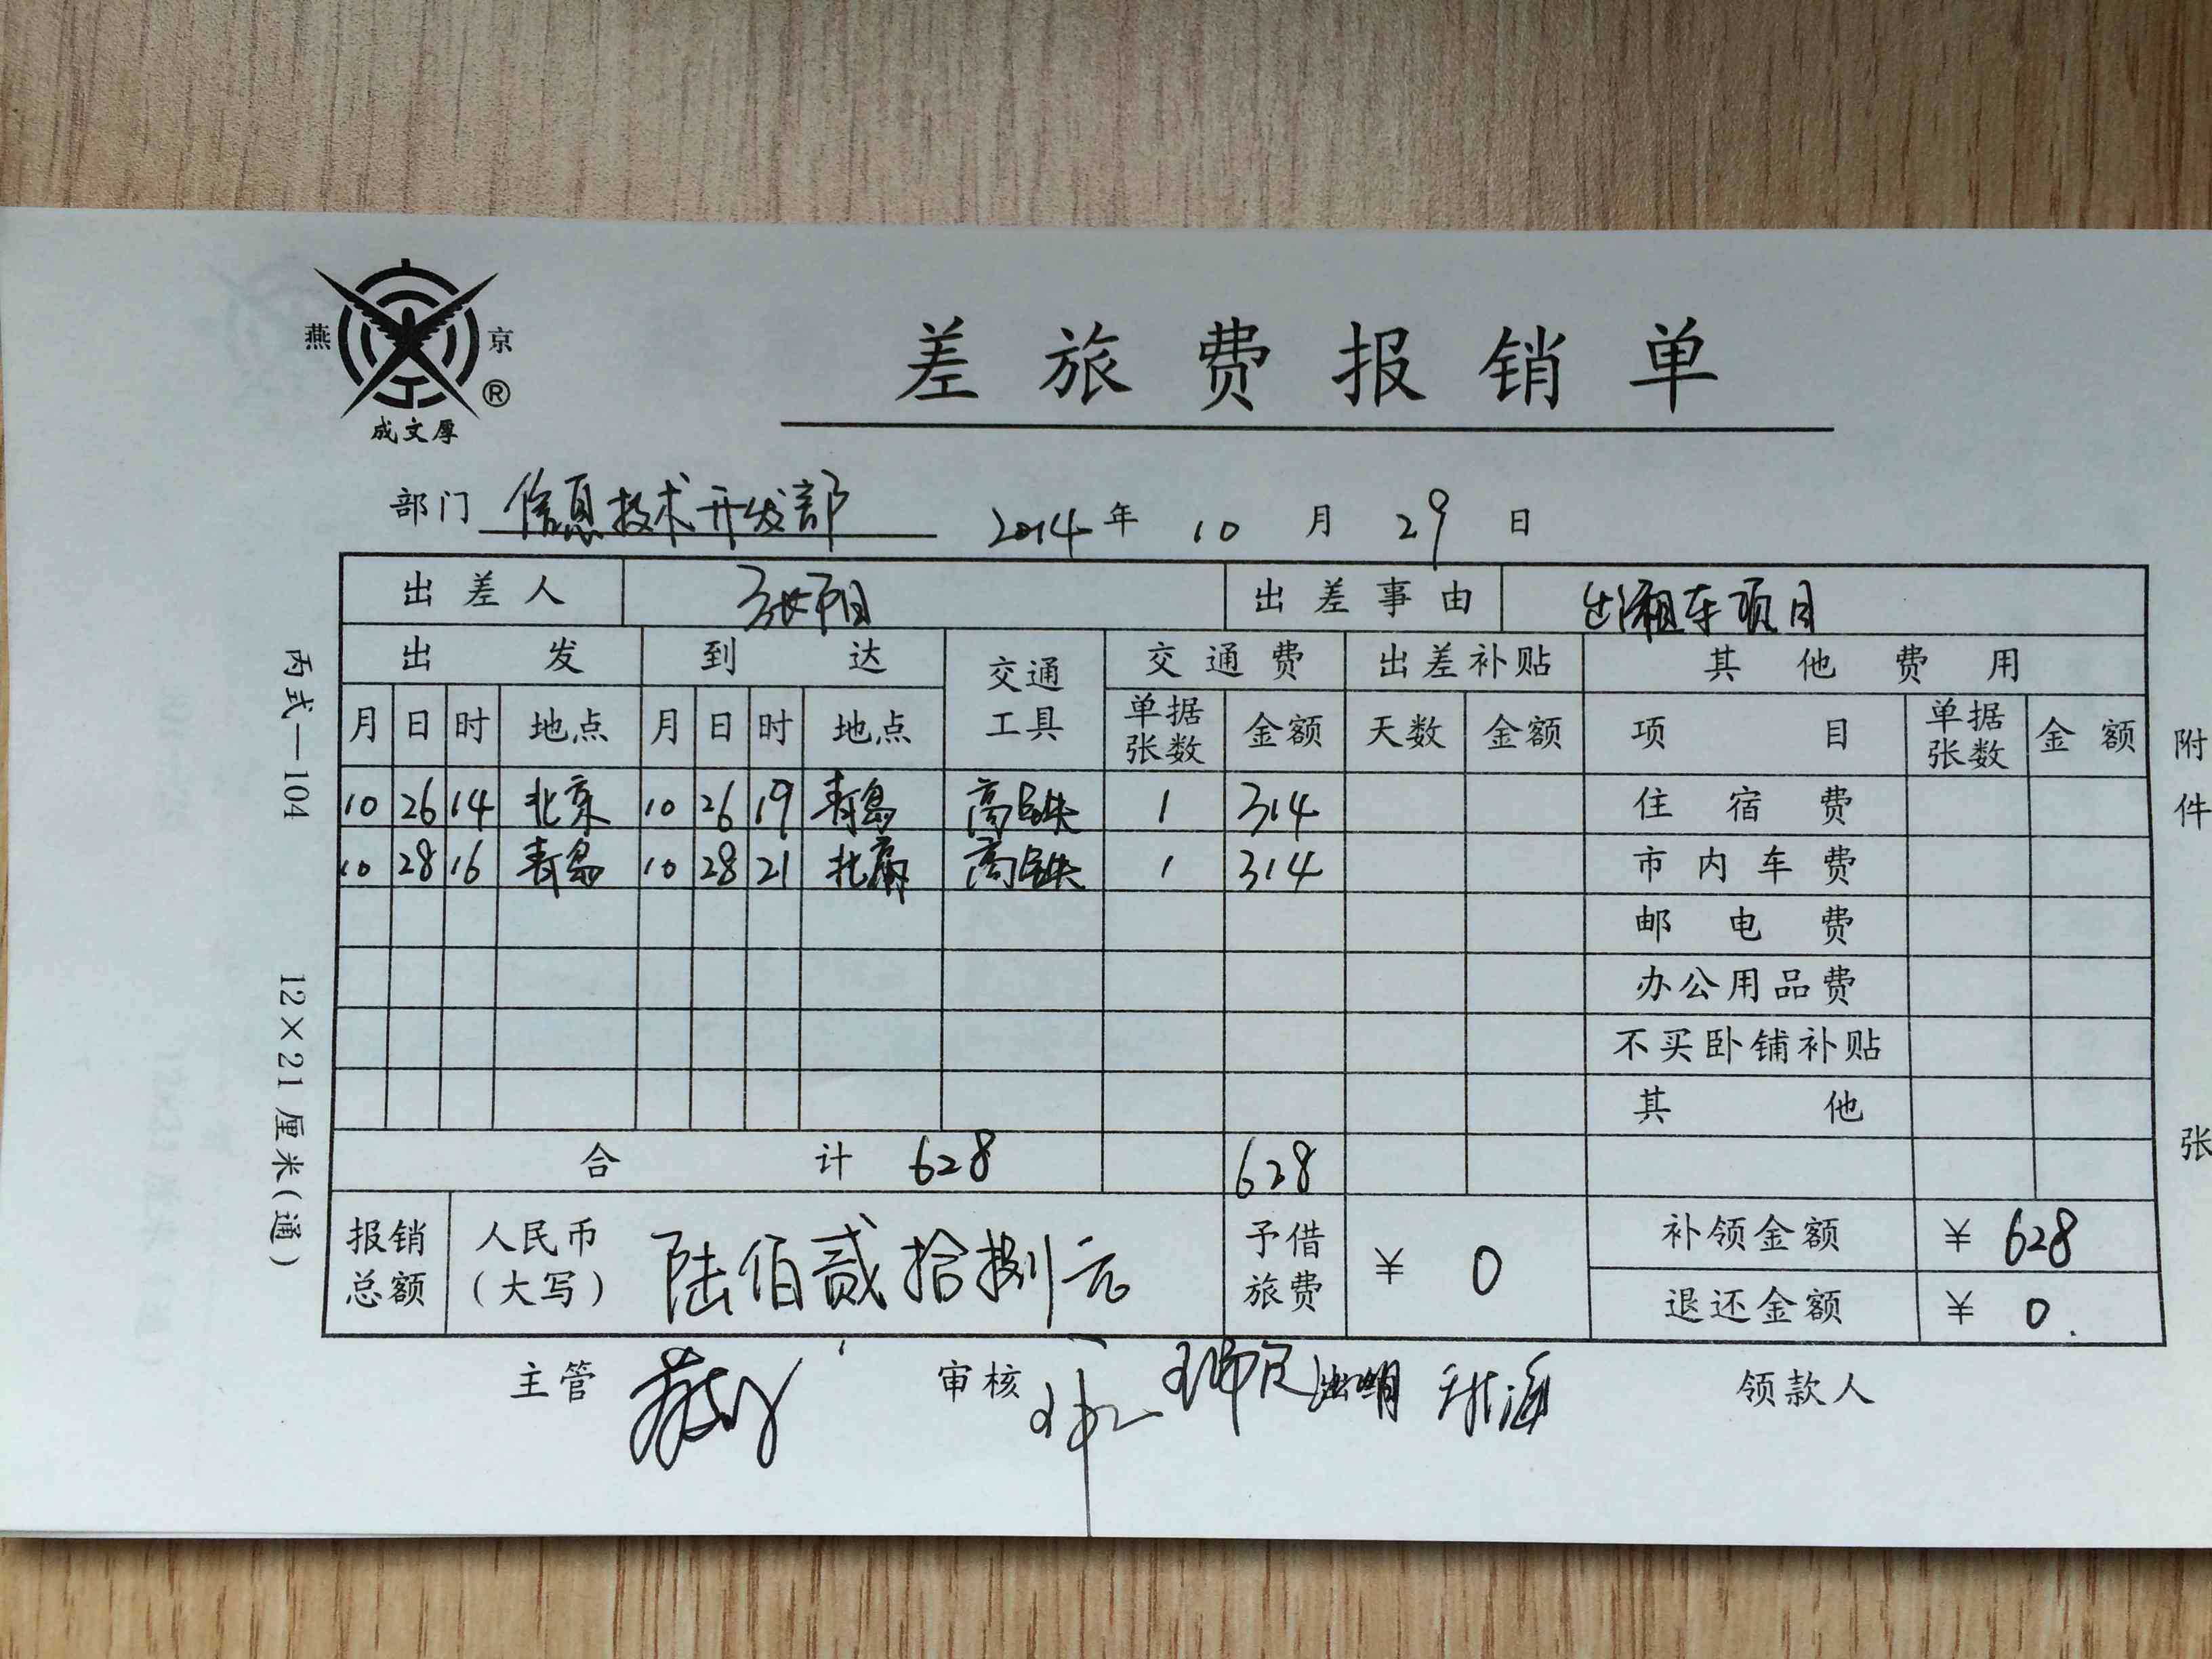 燕 京
®
成文厚
差旅费报销单
部门 信息技术开发部 2014 年 10 月 29 日
出差人 张阳 出差事由 出租车项目
出发 到达 交通工具 交通费 出差补贴 其他费用
月 日 时 地点 月 日 时 地点 单据张数 金额 天数 金额 项目 单据张数 金额
10 26 14 北京 10 26 19 青岛 高铁 1 314 住宿费
10 28 16 青岛 10 28 21 北京 高铁 1 314 市内车费
邮电费
办公用品费
不买卧铺补贴
其他
合计 628 628
报销总额 人民币(大写) 陆佰贰拾捌元 予借旅费 ¥ 0 补领金额 ¥ 628
退还金额 ¥ 0.
主管 审核 领款人
丙式—104 12×21厘米(通)
附件 张